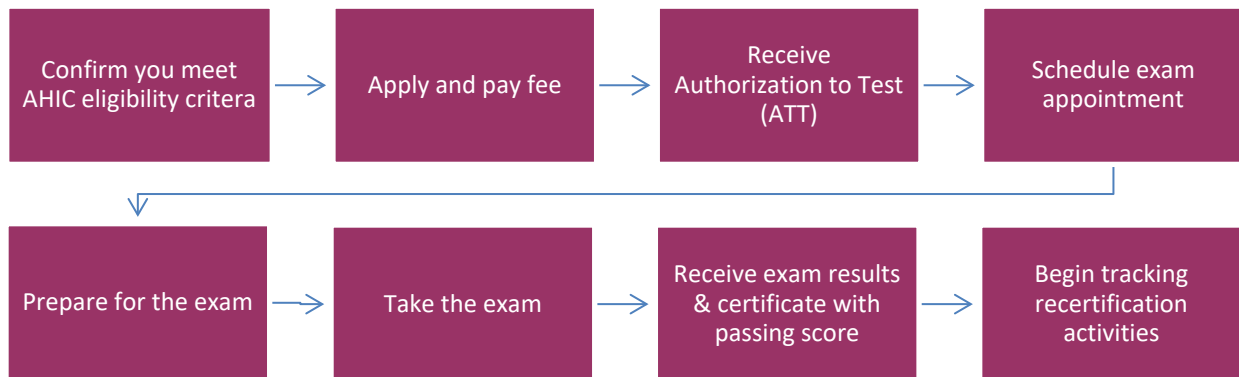 Confirm you meet
AHIC eligibility critera
Apply and pay fee
Receive
Authorization to Test
(ATT)
Schedule exam
appointment
Prepare for the exam
Take the exam
Receive exam results
& certificate with
passing score
Begin tracking
recertification
activities